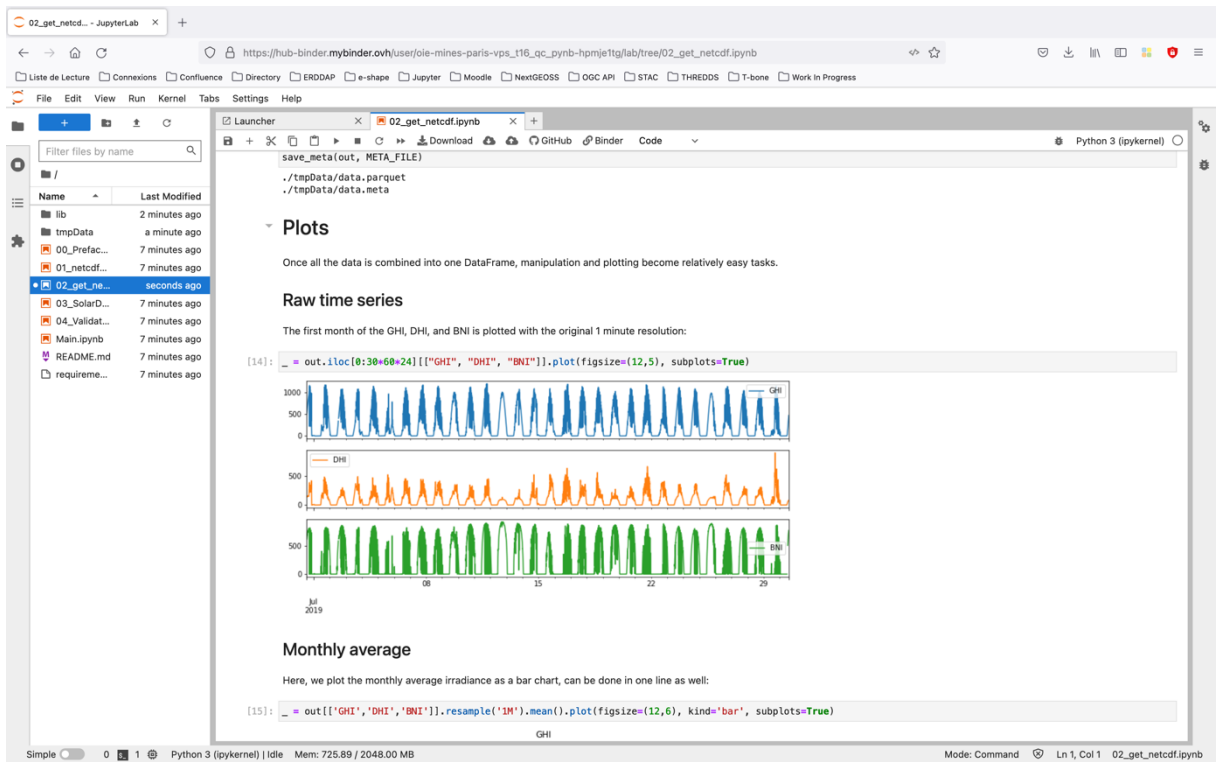 02_get_netcd... - JupyterLab
https://hub-binder.mybinder.ovh/user/oie-mines-paris-vps_t16_qc_pynb-hpmje1tg/lab/tree/02_get_netcdf.ipynb
Liste de Lecture Connexions Confluence Directory ERDDAP e-shape Jupyter Moodle NextGEOSS OGC API STAC THREDDS T-bone Work In Progress
File Edit View Run Kernel Tabs Settings Help
Launcher 02_get_netcdf.ipynb
Download GitHub Binder Code Python 3 (ipykernel)
Filter files by name
/
Name Last Modified
lib 2 minutes ago
tmpData a minute ago
00_Prefac... 7 minutes ago
01_netcdf... 7 minutes ago
02_get_ne... seconds ago
03_SolarD... 7 minutes ago
04_Validat... 7 minutes ago
Main.ipynb 7 minutes ago
README.md 7 minutes ago
requireme... 7 minutes ago
save_meta(out, META_FILE)
./tmpData/data.parquet
./tmpData/data.meta
Plots
Once all the data is combined into one DataFrame, manipulation and plotting become relatively easy tasks.
Raw time series
The first month of the GHI, DHI, and BNI is plotted with the original 1 minute resolution:
[14]: _ = out.iloc[0:30*60*24][["GHI", "DHI", "BNI"]].plot(figsize=(12,5), subplots=True)
1000
500
0
GHI
500
0
DHI
500
0
BNI
08 15 22 29
Jul
2019
Monthly average
Here, we plot the monthly average irradiance as a bar chart, can be done in one line as well:
[15]: _ = out[['GHI','DHI','BNI']].resample('1M').mean().plot(figsize=(12,6), kind='bar', subplots=True)
GHI
Simple 0 1 Python 3 (ipykernel) | Idle Mem: 725.89 / 2048.00 MB Mode: Command Ln 1, Col 1 02_get_netcdf.ipynb